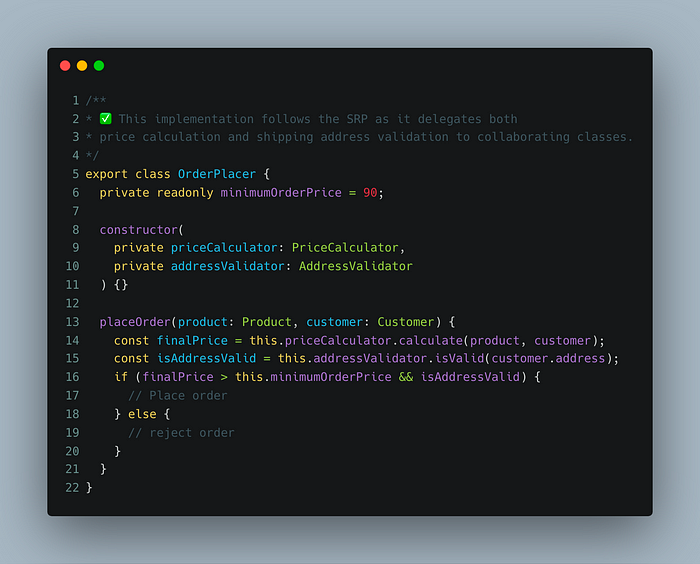 1 /**
2 * ✅ This implementation follows the SRP as it delegates both
3 * price calculation and shipping address validation to collaborating classes.
4 */
5 export class OrderPlacer {
6   private readonly minimumOrderPrice = 90;
7
8   constructor(
9     private priceCalculator: PriceCalculator,
10     private addressValidator: AddressValidator
11   ) {}
12
13   placeOrder(product: Product, customer: Customer) {
14     const finalPrice = this.priceCalculator.calculate(product, customer);
15     const isAddressValid = this.addressValidator.isValid(customer.address);
16     if (finalPrice > this.minimumOrderPrice && isAddressValid) {
17       // Place order
18     } else {
19       // reject order
20     }
21   }
22 }